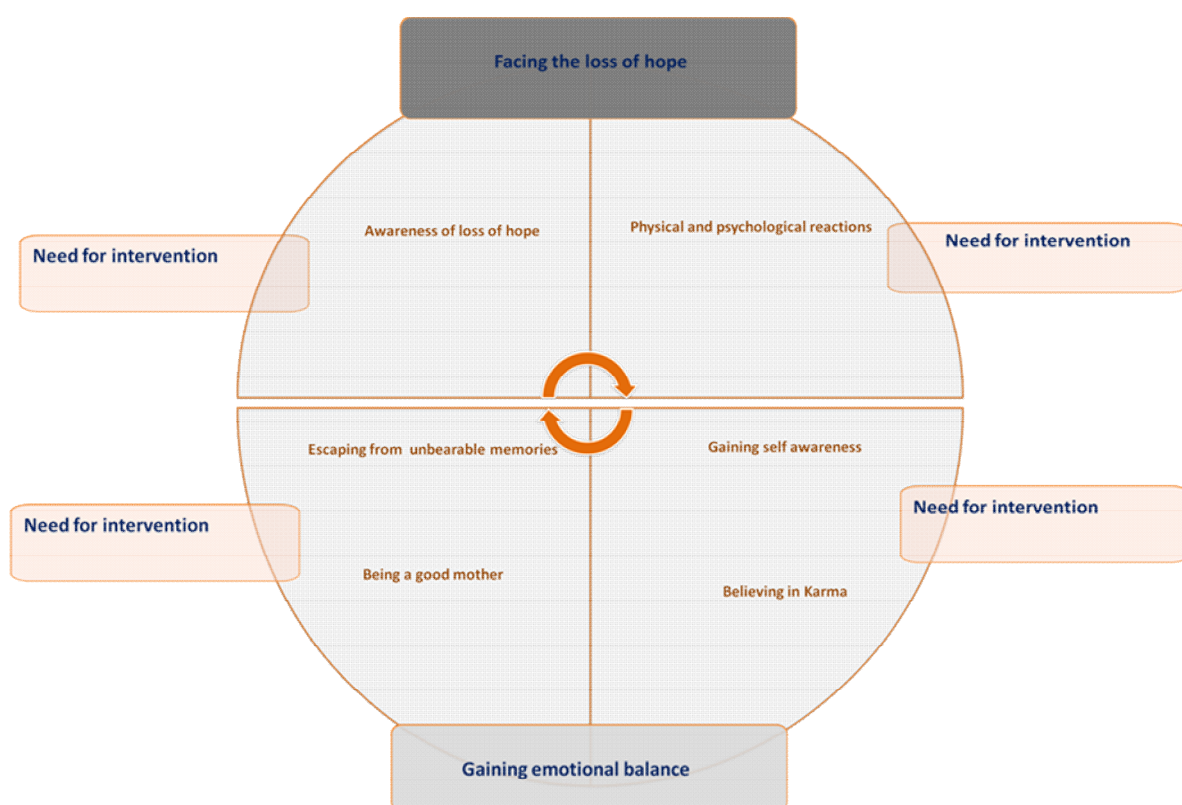 Facing the loss of hope
Awareness of loss of hope
Physical and psychological reactions
Need for intervention
Need for intervention
Escaping from unbearable memories
Gaining self awareness
Need for intervention
Need for intervention
Being a good mother
Believing in Karma
Gaining emotional balance